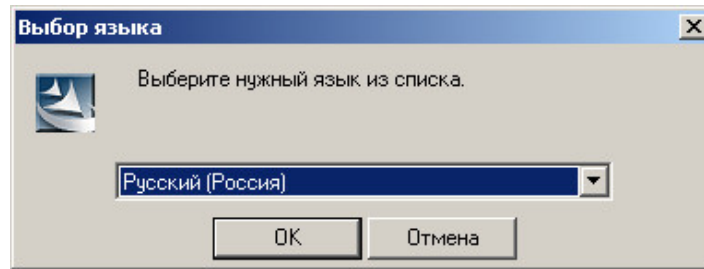 Выбор языка
Выберите нужный язык из списка.
Русский (Россия)
OK
Отмена